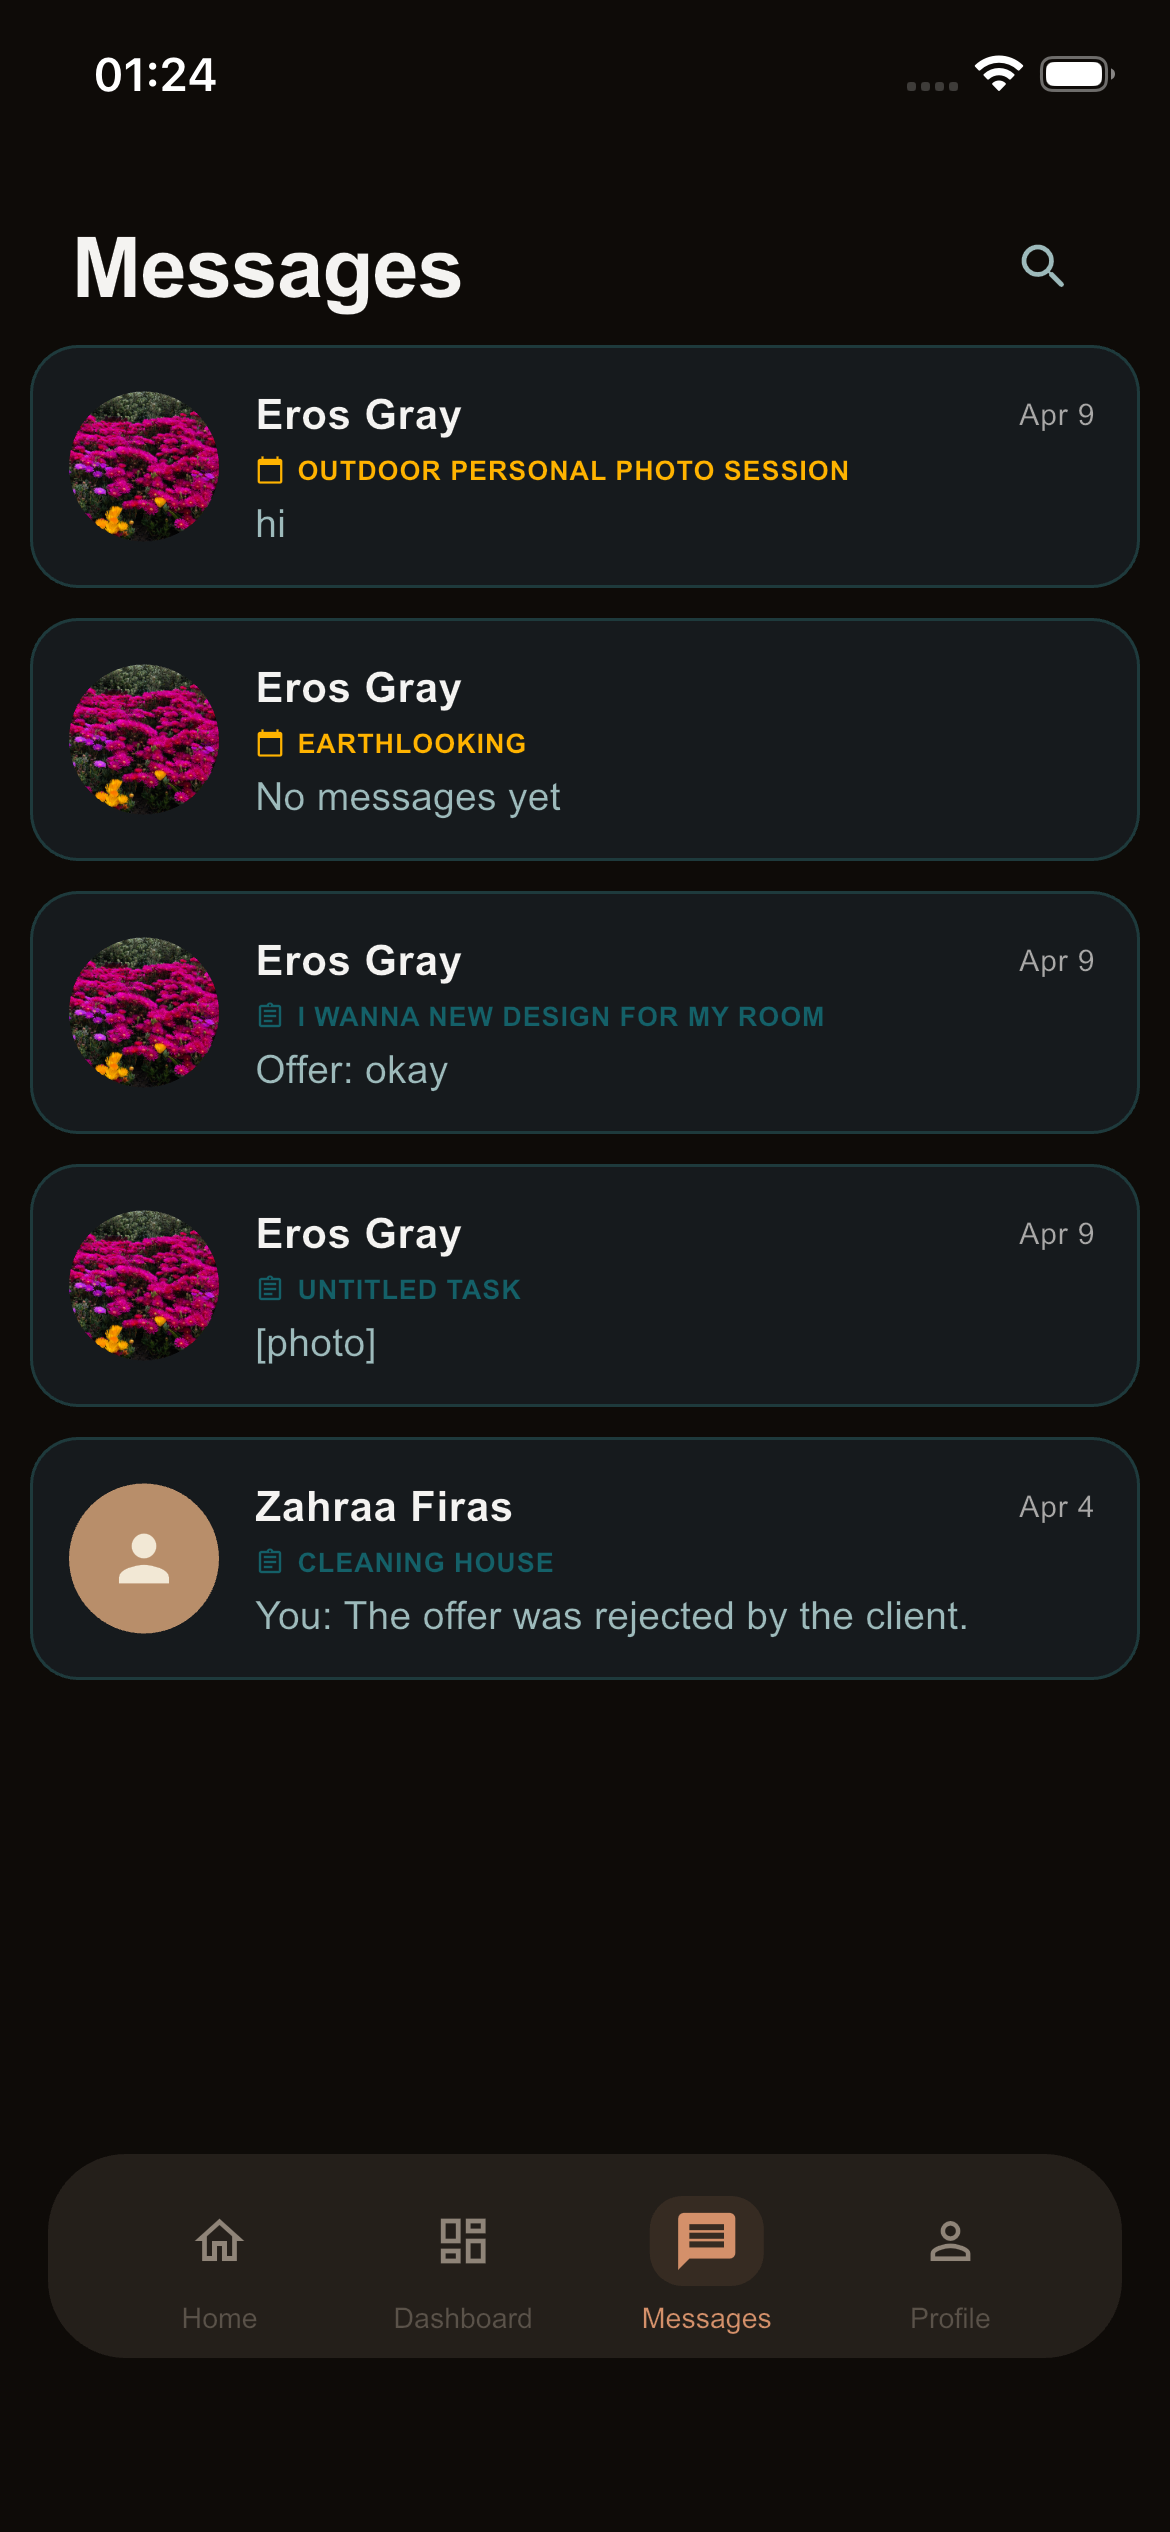 01:24
Messages
Eros Gray
Apr 9
OUTDOOR PERSONAL PHOTO SESSION
hi
Eros Gray
EARTHLOOKING
No messages yet
Eros Gray
Apr 9
I WANNA NEW DESIGN FOR MY ROOM
Offer: okay
Eros Gray
Apr 9
UNTITLED TASK
[photo]
Zahraa Firas
Apr 4
CLEANING HOUSE
You: The offer was rejected by the client.
Home
Dashboard
Messages
Profile